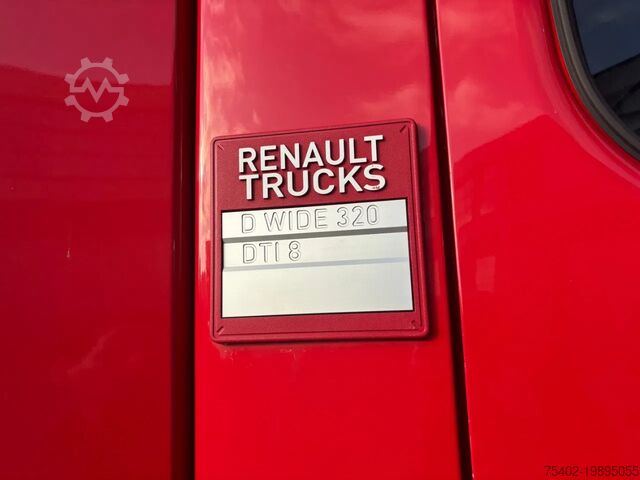 RENAULT
TRUCKS
D WIDE 320
DTI 8
75402-19895055